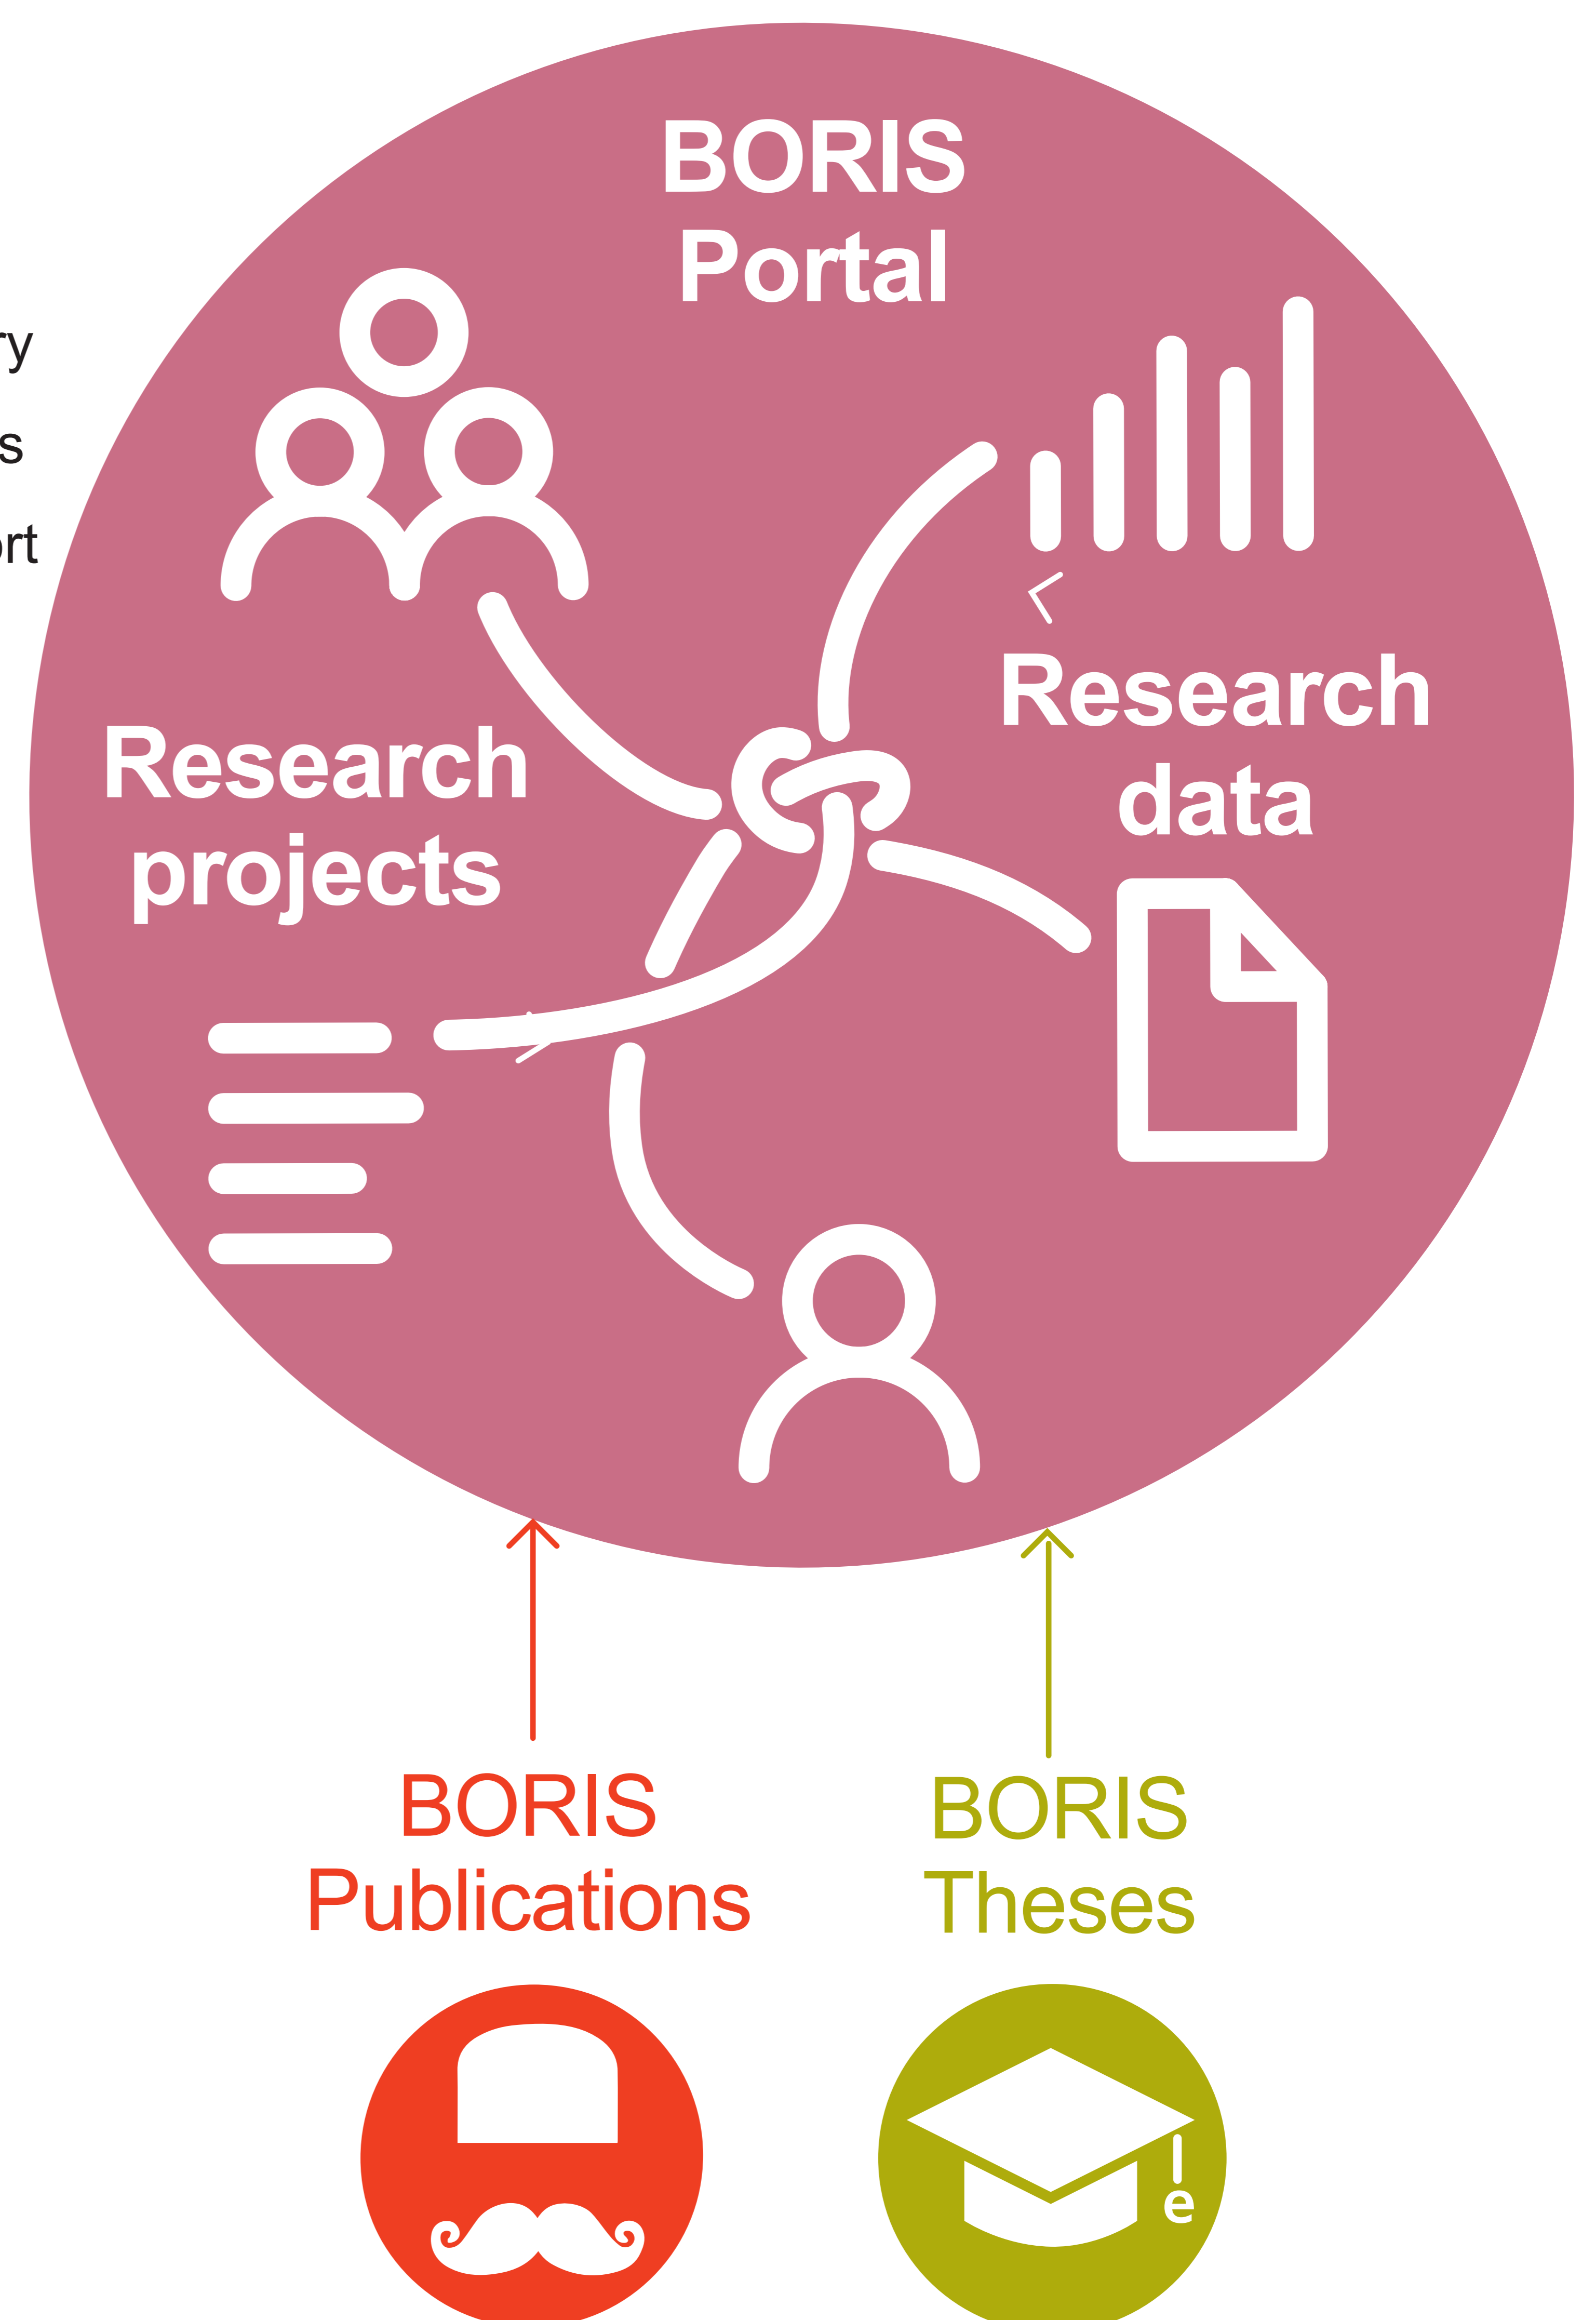 BORIS
Portal
Research
projects
Research
data
BORIS
Publications
BORIS
Theses
e